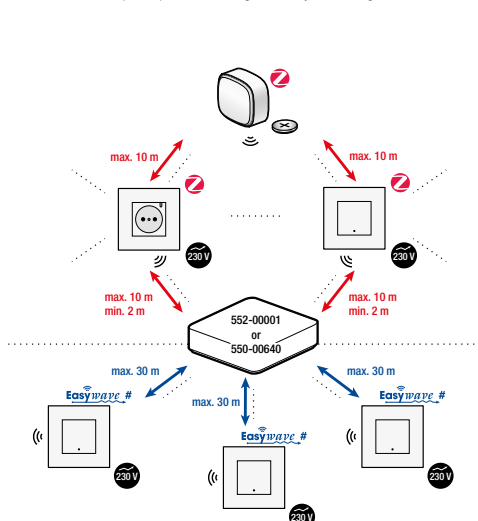 max. 10 m
max. 10 m
230 V
230 V
max. 10 m
min. 2 m
max. 10 m
min. 2 m
552-00001
or
550-00640
max. 30 m
max. 30 m
max. 30 m
Easywave #
Easywave #
Easywave #
230 V
230 V
230 V